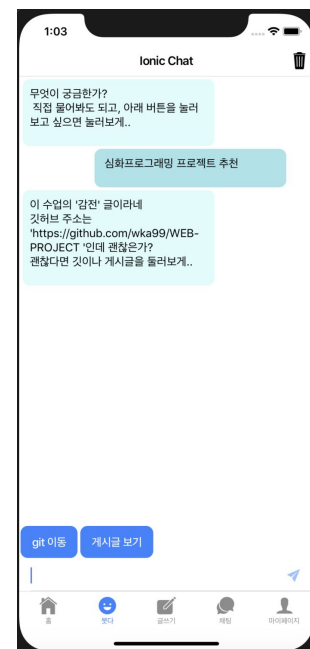 1:03
Ionic Chat
무엇이 궁금한가?
직접 물어봐도 되고, 아래 버튼을 눌러
보고 싶으면 눌러보게..
심화프로그래밍 프로젝트 추천
이 수업의 '감전' 글이라네
깃허브 주소는
'https://github.com/wka99/WEB-
PROJECT '인데 괜찮은가?
괜찮다면 깃이나 게시글을 둘러보게..
git 이동 게시글 보기
홈 붓다 글쓰기 채팅 마이페이지